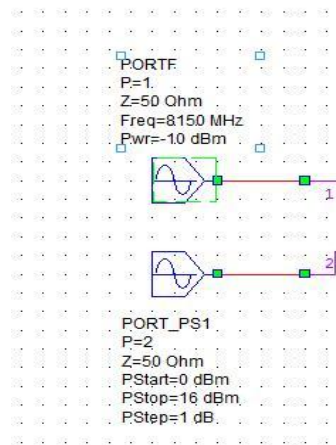 PORTF
P=1
Z=50 Ohm
Freq=8150 MHz
Pwr=-10 dBm
1
2
PORT_PS1
P=2
Z=50 Ohm
PStart=0 dBm
PStop=16 dBm
PStep=1 dB